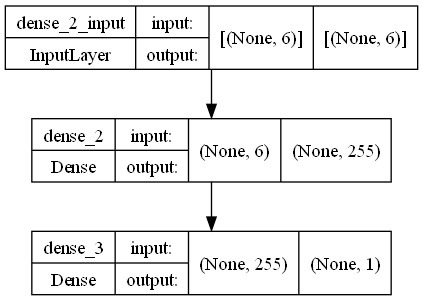 dense_2_input input: [(None, 6)] [(None, 6)]
InputLayer output:
dense_2 input: (None, 6) (None, 255)
Dense output:
dense_3 input: (None, 255) (None, 1)
Dense output: